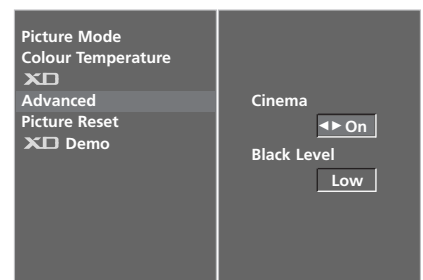 Picture Mode
Colour Temperature
XD
Advanced
Picture Reset
XD Demo
Cinema
◄► On
Black Level
Low